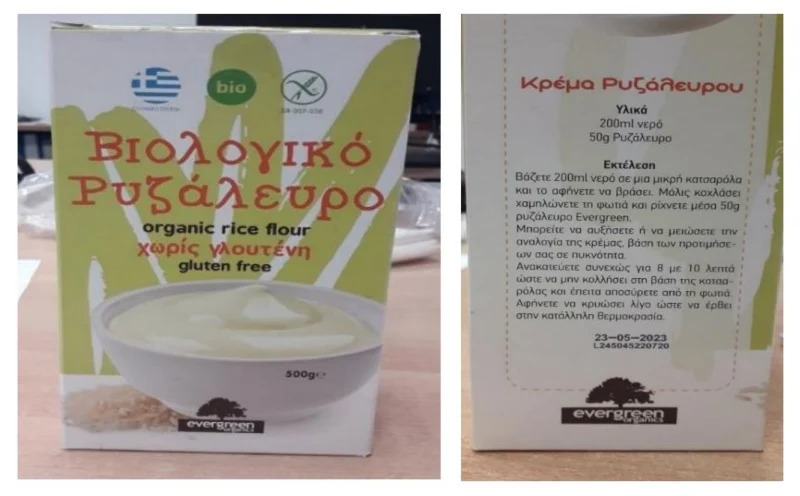 bio
GR-007-038
Βιολογικό
Ρυζάλευρο
organic rice flour
χωρίς γλουτένη
gluten free
500g℮
evergreen
organics
Κρέμα Ρυζάλευρου
Υλικά
200ml νερό
50g Ρυζάλευρο
Εκτέλεση
Βάζετε 200ml νερό σε μια μικρή κατσαρόλα
και το αφήνετε να βράσει. Μόλις κοχλάσει
χαμηλώνετε τη φωτιά και ρίχνετε μέσα 50g
ρυζάλευρο Evergreen.
Μπορείτε να αυξήσετε ή να μειώσετε την
αναλογία της κρέμας, βάση των προτιμήσε-
ων σας σε πυκνότητα.
Ανακατεύετε συνεχώς για 8 με 10 λεπτά
ώστε να μην κολλήσει στη βάση της κατσα-
ρόλας και έπειτα αποσύρετε από τη φωτιά.
Αφήνετε να κρυώσει λίγο ώστε να έρθει
στην κατάλληλη θερμοκρασία.
23-05-2023
L245045220720
evergreen
organics